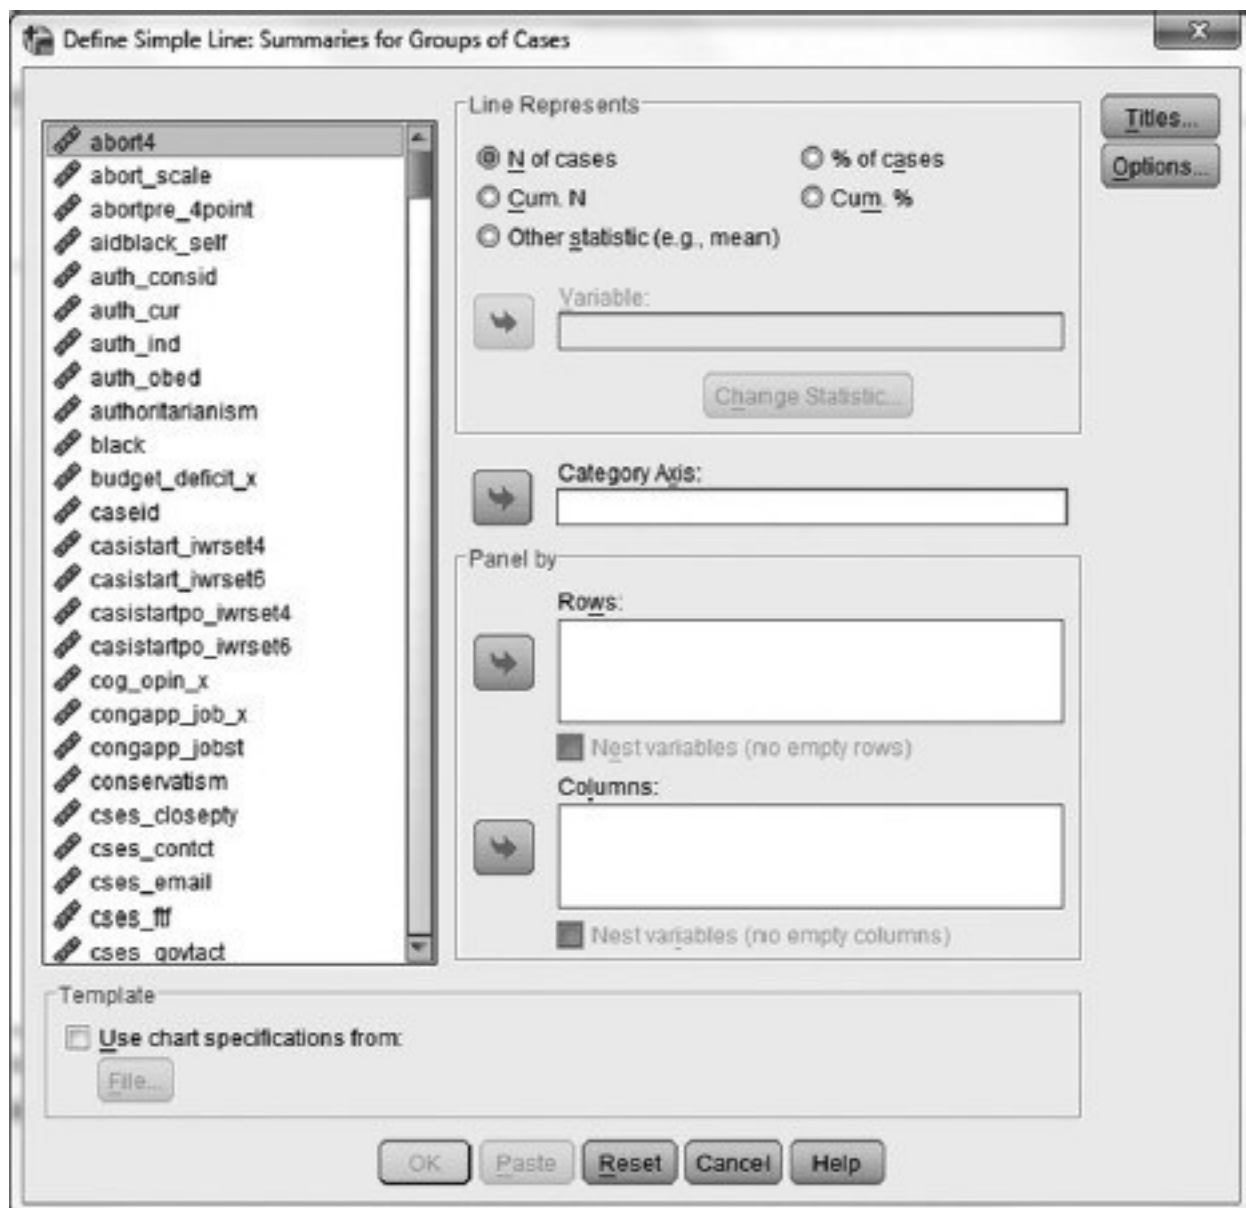 Define Simple Line: Summaries for Groups of Cases
abort4
abort_scale
abortpre_4point
aidblack_self
auth_consid
auth_cur
auth_ind
auth_obed
authoritarianism
black
budget_deficit_x
caseid
casistart_iwrset4
casistart_iwrset6
casistartpo_iwrset4
casistartpo_iwrset6
cog_opin_x
congapp_job_x
congapp_jobst
conservatism
cses_closepty
cses_contct
cses_email
cses_ftf
cses_govtact
Line Represents
N of cases
% of cases
Cum. N
Cum. %
Other statistic (e.g., mean)
Variable:
Change Statistic...
Category Axis:
Panel by
Rows:
Nest variables (no empty rows)
Columns:
Nest variables (no empty columns)
Titles...
Options...
Template
Use chart specifications from:
File...
OK Paste Reset Cancel Help